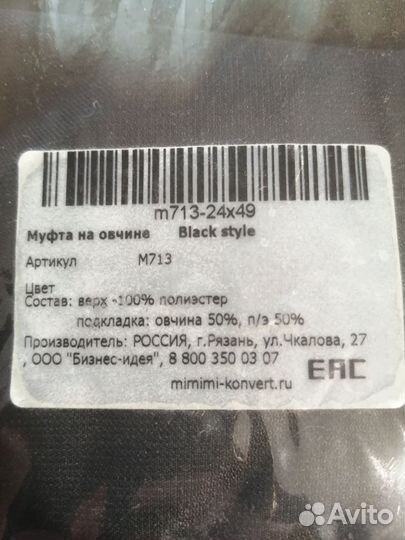 m713-24x49
Муфта на овчине Black style
Артикул M713
Цвет
Состав: верх -100% полиэстер
подкладка: овчина 50%, п/э 50%
Производитель: РОССИЯ, г.Рязань, ул.Чкалова, 27
, ООО "Бизнес-идея", 8 800 350 03 07
mimimi-konvert.ru
EAC
Avito